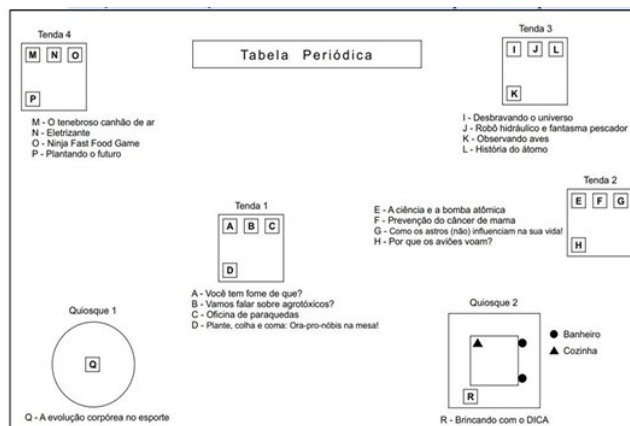 Tenda 4
M N O
P
M - O tenebroso canhão de ar
N - Eletrizante
O - Ninja Fast Food Game
P - Plantando o futuro
Tabela Periódica
Tenda 3
I J L
K
I - Desbravando o universo
J - Robô hidráulico e fantasma pescador
K - Observando aves
L - História do átomo
Tenda 2
E F G
H
E - A ciência e a bomba atômica
F - Prevenção do câncer de mama
G - Como os astros (não) influenciam na sua vida!
H - Por que os aviões voam?
Tenda 1
A B C
D
A - Você tem fome de que?
B - Vamos falar sobre agrotóxicos?
C - Oficina de paraquedas
D - Plante, colha e coma: Ora-pro-nóbis na mesa!
Quiosque 1
Q
Q - A evolução corpórea no esporte
Quiosque 2
R
Banheiro
Cozinha
R - Brincando com o DICA